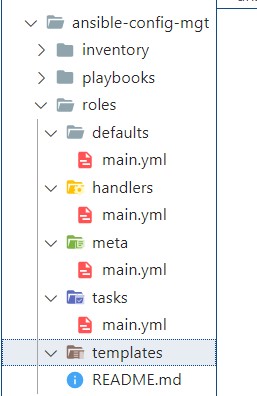 ansible-config-mgt
inventory
playbooks
roles
defaults
main.yml
handlers
main.yml
meta
main.yml
tasks
main.yml
templates
README.md